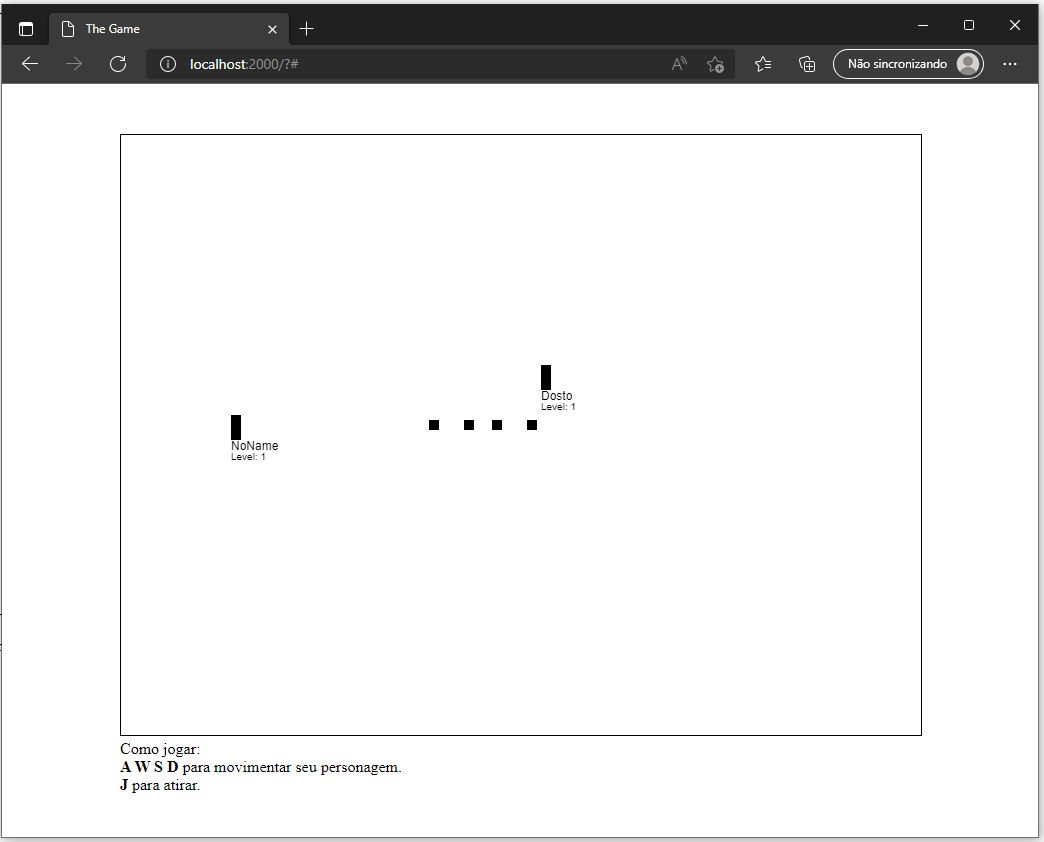 The Game
localhost:2000/?#
Não sincronizando
Dosto
Level: 1
NoName
Level: 1
Como jogar:
A W S D para movimentar seu personagem.
J para atirar.